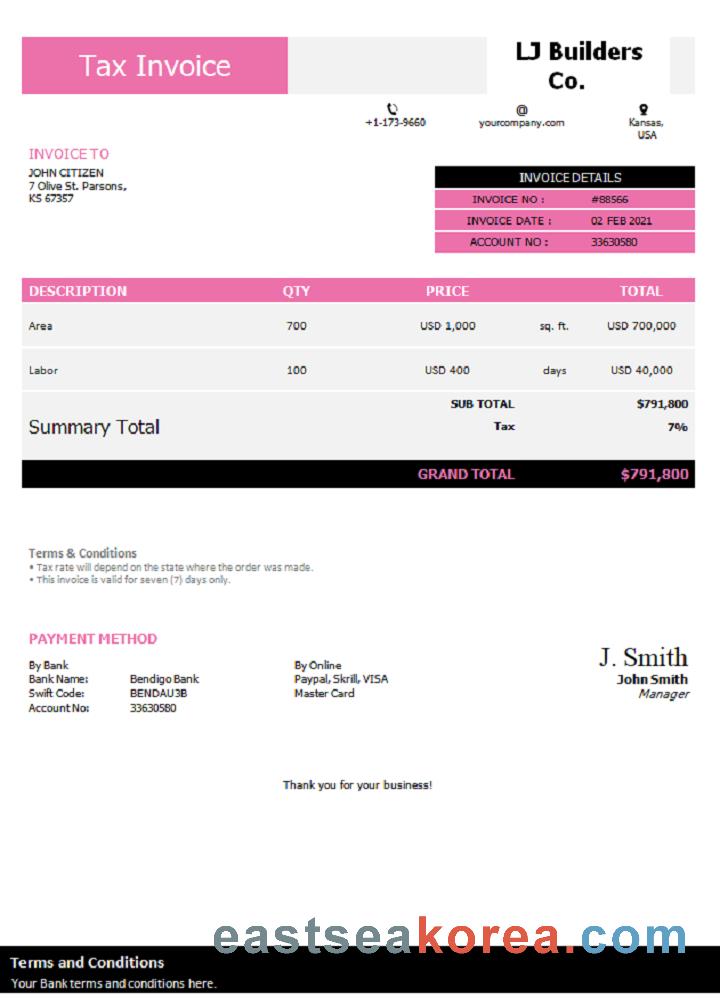 Tax Invoice
LJ Builders
Co.
+1-173-9660
@
yourcompany.com
Kansas,
USA
INVOICE TO
JOHN CITIZEN
7 Olive St. Parsons,
KS 67357
INVOICE DETAILS
INVOICE NO : #88566
INVOICE DATE : 02 FEB 2021
ACCOUNT NO : 33630580
DESCRIPTION QTY PRICE TOTAL
Area 700 USD 1,000 sq. ft. USD 700,000
Labor 100 USD 400 days USD 40,000
SUB TOTAL $791,800
Summary Total
Tax 7%
GRAND TOTAL $791,800
Terms & Conditions
• Tax rate will depend on the state where the order was made.
• This invoice is valid for seven (7) days only.
PAYMENT METHOD
By Bank
Bank Name: Bendigo Bank
Swift Code: BENDAU3B
Account No: 33630580
By Online
Paypal, Skrill, VISA
Master Card
J. Smith
John Smith
Manager
Thank you for your business!
eastseakorea.com
Terms and Conditions
Your Bank terms and conditions here.